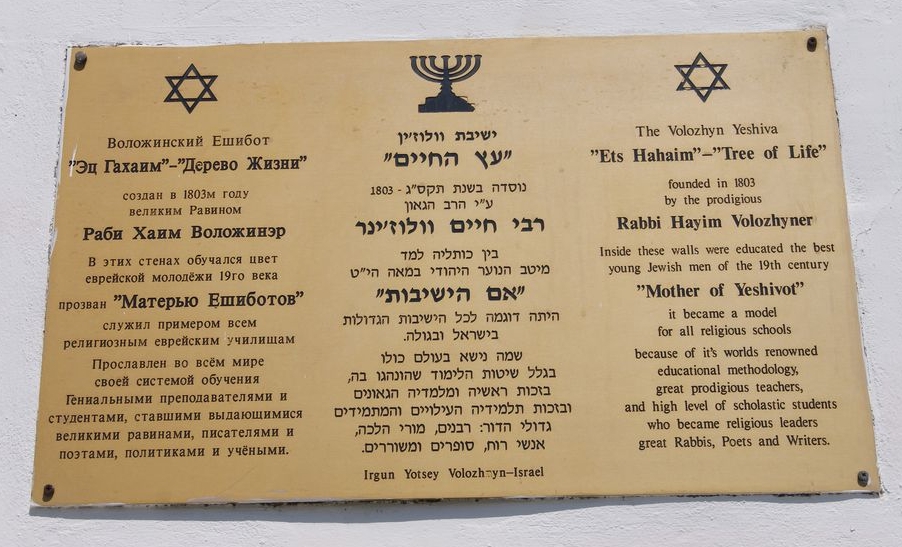 Воложинский Ешибот
"Эц Гахаим"–"Дерево Жизни"
создан в 1803м году
великим Равином
Раби Хаим Воложинэр
В этих стенах обучался цвет
еврейской молодёжи 19го века
прозван "Матерью Ешиботов"
служил примером всем
религиозным еврейским училищам
Прославлен во всём мире
своей системой обучения
Гениальными преподавателями и
студентами, ставшими выдающимися
великими равинами, писателями и
поэтами, политиками и учёными.
ישיבת וולוז'ין
"עץ החיים"
נוסדה בשנת תקס"ג - 1803
ע"י הרב הגאון
רבי חיים וולוז'ינר
בין כותליה למד
מיטב הנוער היהודי במאה הי"ט
"אם הישיבות"
היתה דוגמה לכל הישיבות הגדולות
בישראל ובגולה.
שמה נישא בעולם כולו
בגלל שיטות הלימוד שהונהגו בה,
בזכות ראשיה ומלמדיה הגאונים
ובזכות תלמידיה העילויים והמתמידים
גדולי הדור: רבנים, מורי הלכה,
אנשי רוח, סופרים ומשוררים.
Irgun Yotsey Volozhyn–Israel
The Volozhyn Yeshiva
"Ets Hahaim"–"Tree of Life"
founded in 1803
by the prodigious
Rabbi Hayim Volozhyner
Inside these walls were educated the best
young Jewish men of the 19th century
"Mother of Yeshivot"
it became a model
for all religious schools
because of it's worlds renowned
educational methodology,
great prodigious teachers,
and high level of scholastic students
who became religious leaders
great Rabbis, Poets and Writers.